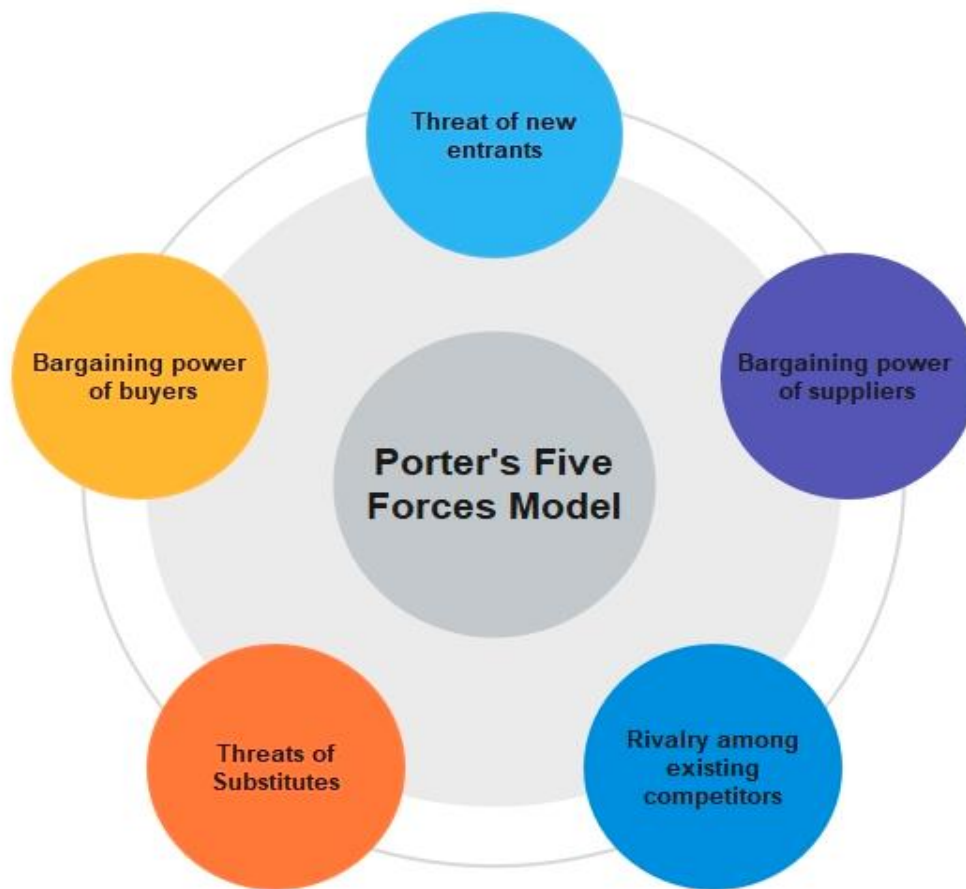 Threat of new
entrants
Bargaining power
of buyers
Bargaining power
of suppliers
Porter's Five
Forces Model
Threats of
Substitutes
Rivalry among
existing
competitors